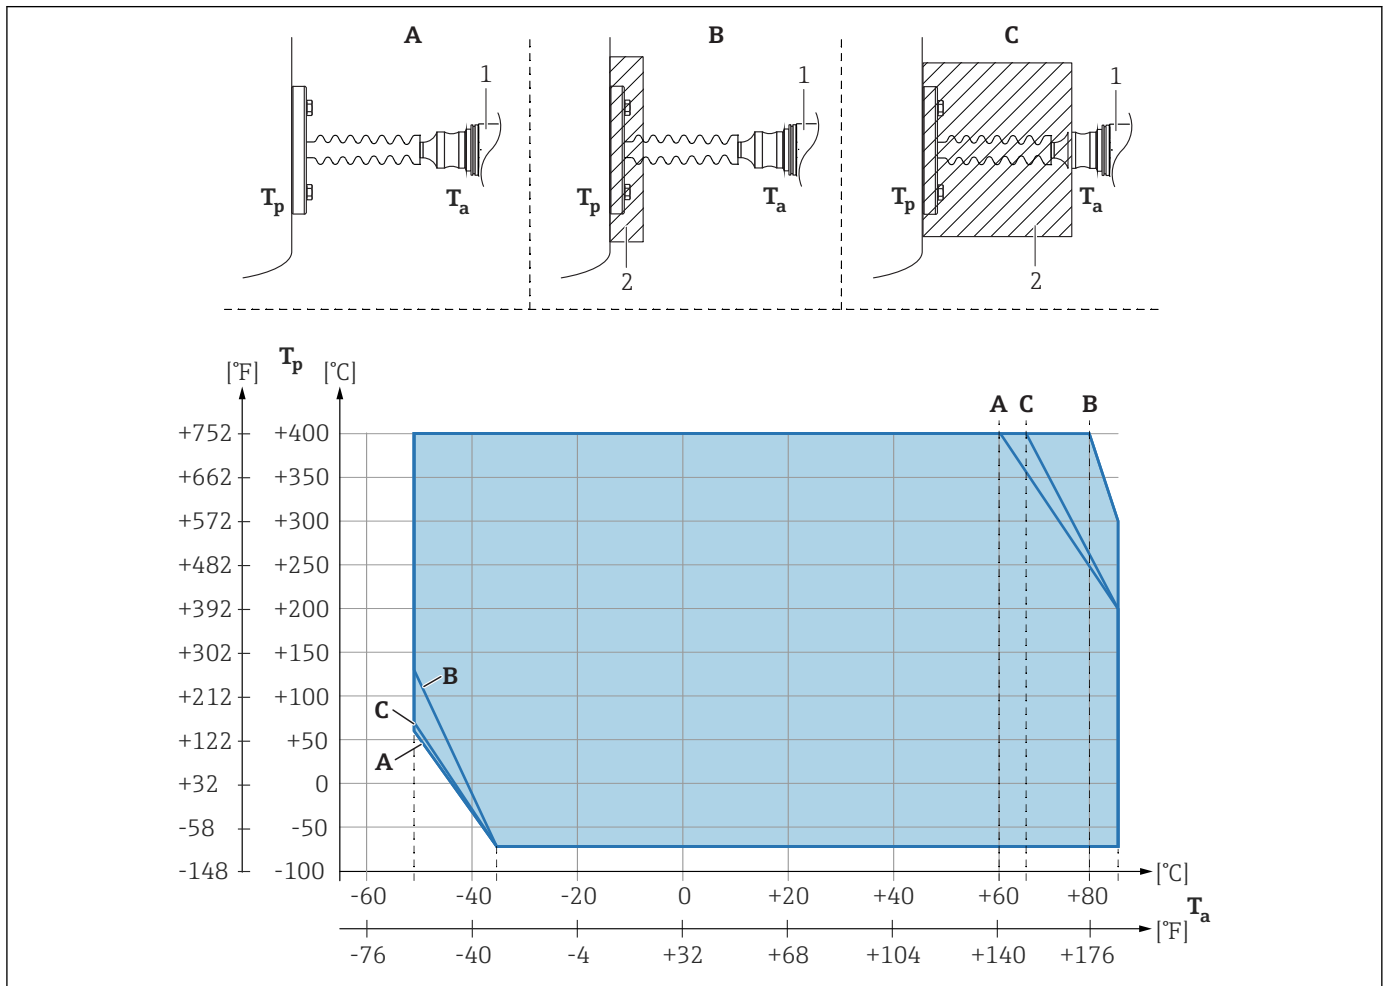 A B C
1 1 1
Tp Ta Tp Ta Tp Ta
2 2
Tp
[°F] [°C]
A C B
+752 +400
+662 +350
+572 +300
+482 +250
+392 +200
+302 +150
+212 +100
B
C
+122 +50
A
+32 0
-58 -50
-148 -100
[°C]
-60 -40 -20 0 +20 +40 +60 +80
Ta
[°F]
-76 -40 -4 +32 +68 +104 +140 +176